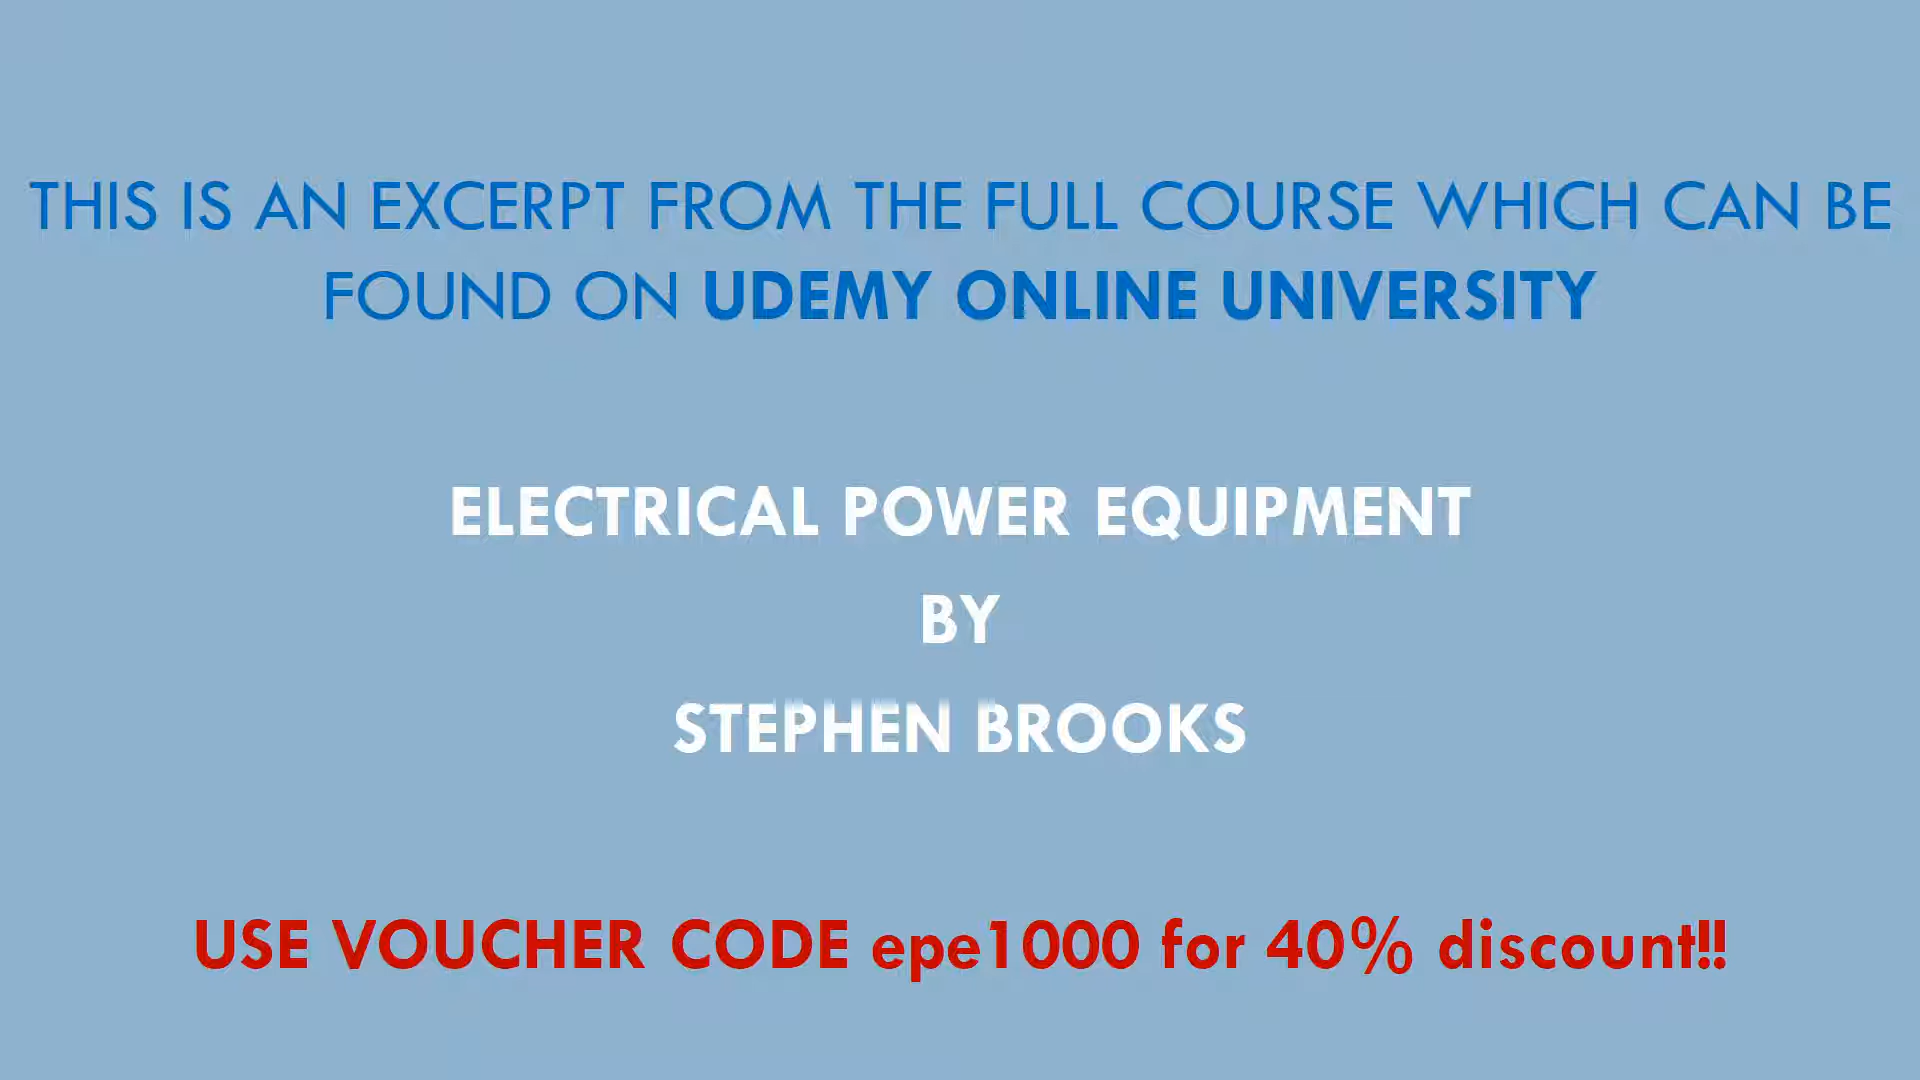 THIS IS AN EXCERPT FROM THE FULL COURSE WHICH CAN BE
FOUND ON UDEMY ONLINE UNIVERSITY
ELECTRICAL POWER EQUIPMENT
BY
STEPHEN BROOKS
USE VOUCHER CODE epe1000 for 40% discount!!